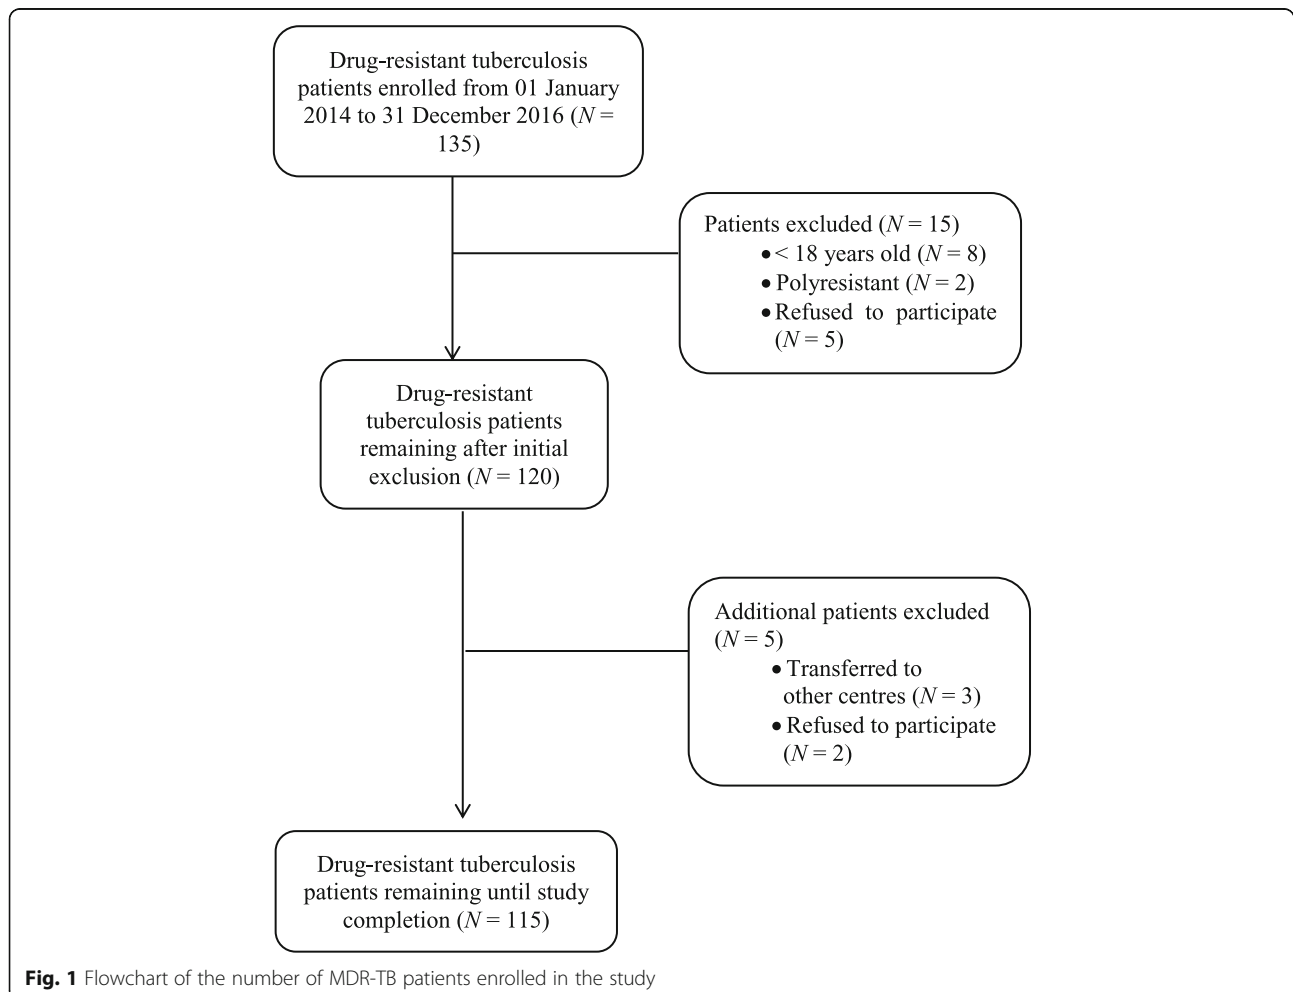 Drug-resistant tuberculosis
patients enrolled from 01 January
2014 to 31 December 2016 (N =
135)
Patients excluded (N = 15)
• < 18 years old (N = 8)
• Polyresistant (N = 2)
• Refused to participate
(N = 5)
Drug-resistant
tuberculosis patients
remaining after initial
exclusion (N = 120)
Additional patients excluded
(N = 5)
• Transferred to
other centres (N = 3)
• Refused to participate
(N = 2)
Drug-resistant tuberculosis
patients remaining until study
completion (N = 115)
Fig. 1 Flowchart of the number of MDR-TB patients enrolled in the study